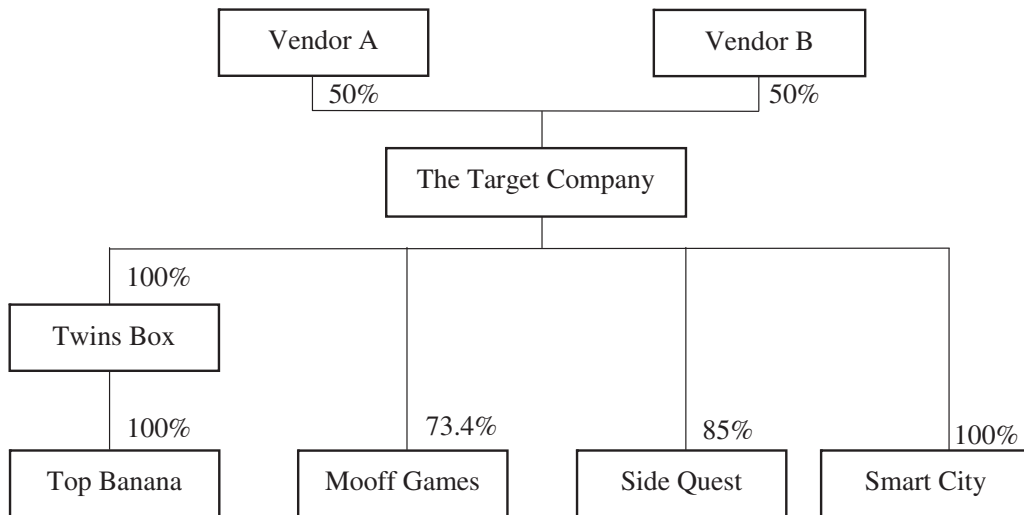 Vendor A
Vendor B
50%
50%
The Target Company
100%
Twins Box
100%
73.4%
85%
100%
Top Banana
Mooff Games
Side Quest
Smart City